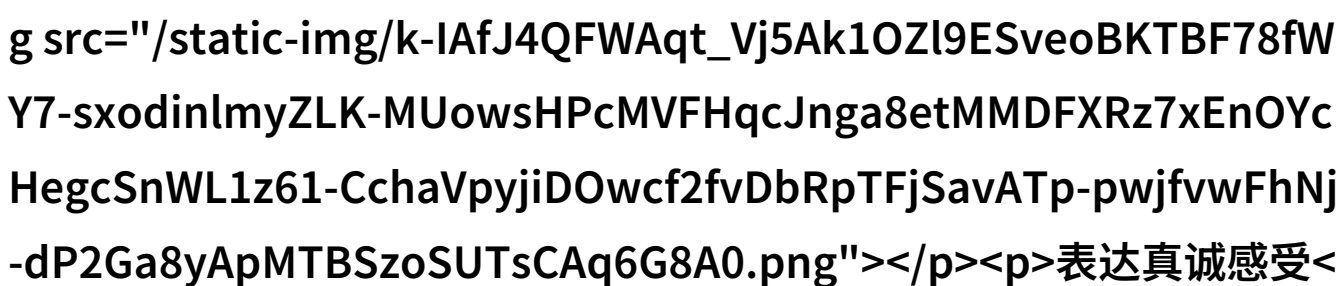 g src="/static-img/k-IAfJ4QFWAqt_Vj5Ak1OZl9ESveoBKTBF78fW
Y7-sxodinlmyZLK-MUowsHPcMVFHqcJnga8etMMDFXRz7xEnOYc
HegcSnWL1z61-CchaVpyjiDOwcf2fvDbRpTFjSavATp-pwjfvwFhNj
-dP2Ga8yApMTBSzoSUTsCAq6G8A0.png"></p><p>表达真诚感受<